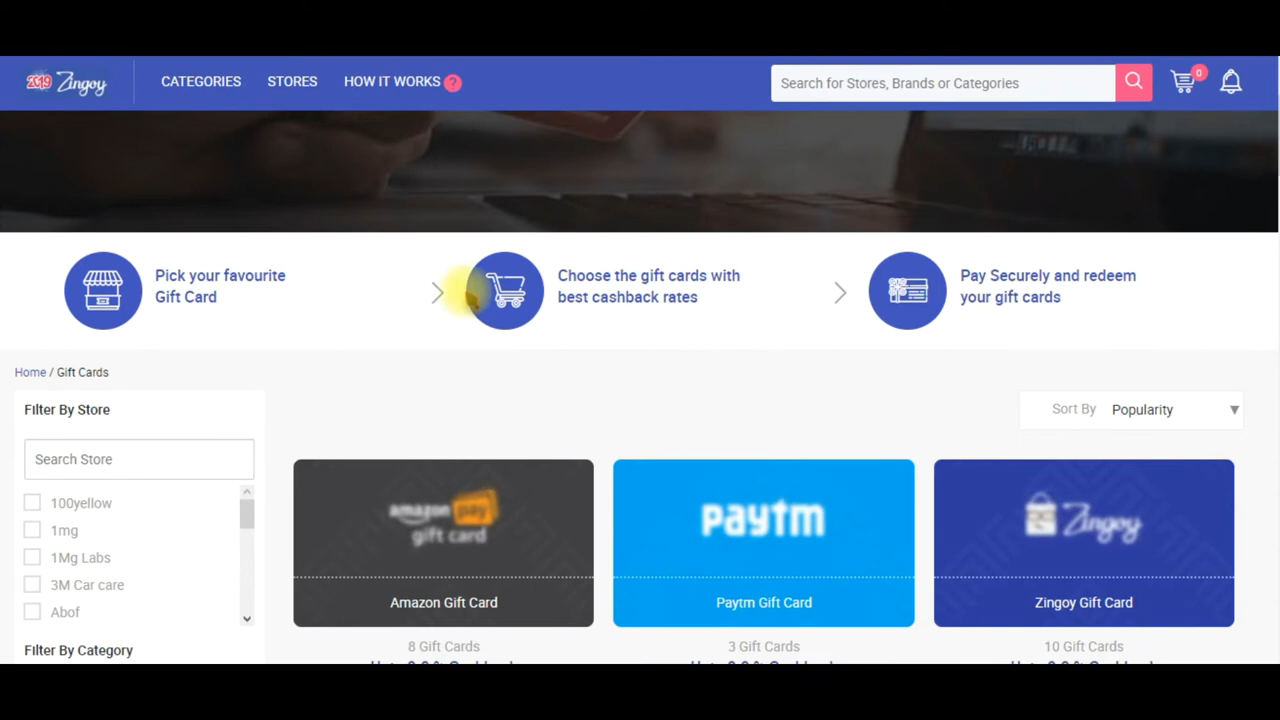 2019 Zingoy
CATEGORIES
STORES
HOW IT WORKS ?
Search for Stores, Brands or Categories
0
Pick your favourite
Gift Card
Choose the gift cards with
best cashback rates
Pay Securely and redeem
your gift cards
Home / Gift Cards
Filter By Store
Sort By Popularity
Search Store
100yellow
1mg
1Mg Labs
3M Car care
Abof
Filter By Category
amazon pay
gift card
Amazon Gift Card
8 Gift Cards
paytm
Paytm Gift Card
3 Gift Cards
Zingoy
Zingoy Gift Card
10 Gift Cards